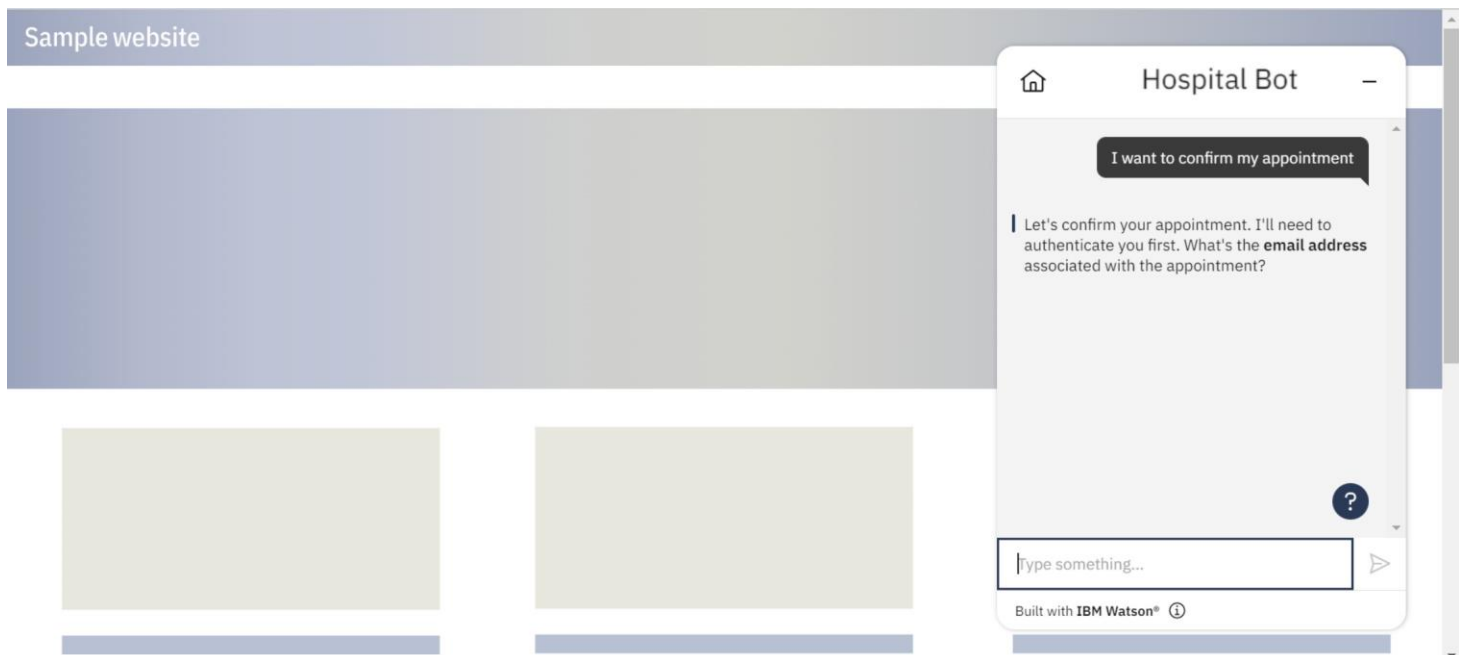 Sample website
Hospital Bot
I want to confirm my appointment
Let's confirm your appointment. I'll need to
authenticate you first. What's the email address
associated with the appointment?
?
Type something...
Built with IBM Watson®